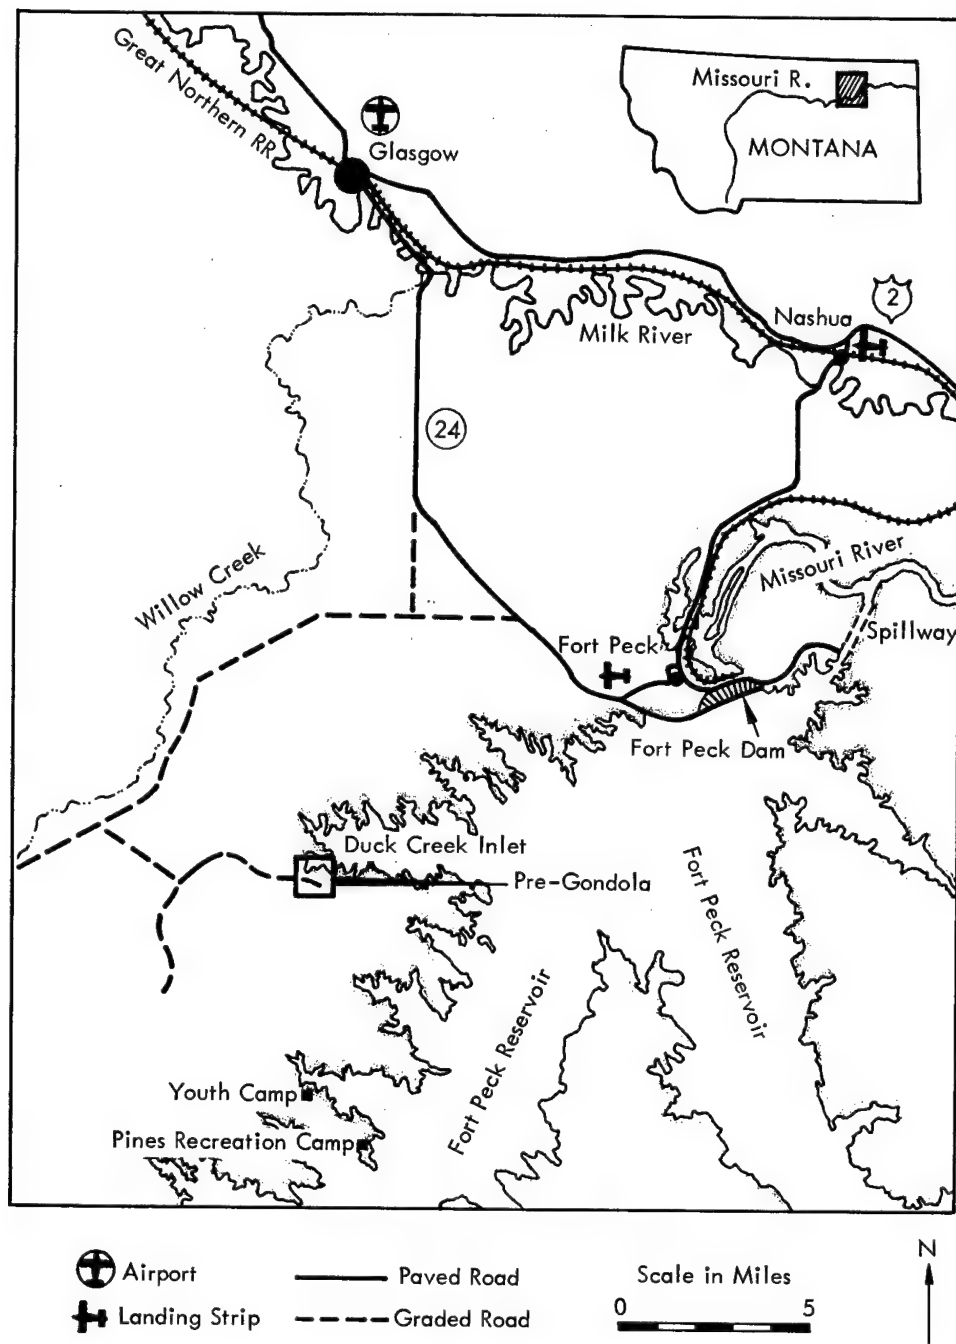 Great Northern RR
Glasgow
Missouri R.
MONTANA
2
Nashua
Milk River
24
Willow Creek
Missouri River
Spillway
Fort Peck
Fort Peck Dam
Duck Creek Inlet
Pre-Gondola
Fort Peck Reservoir
Fort Peck Reservoir
Youth Camp
Pines Recreation Camp
N
Airport
Paved Road
Scale in Miles
Landing Strip
Graded Road
0 5